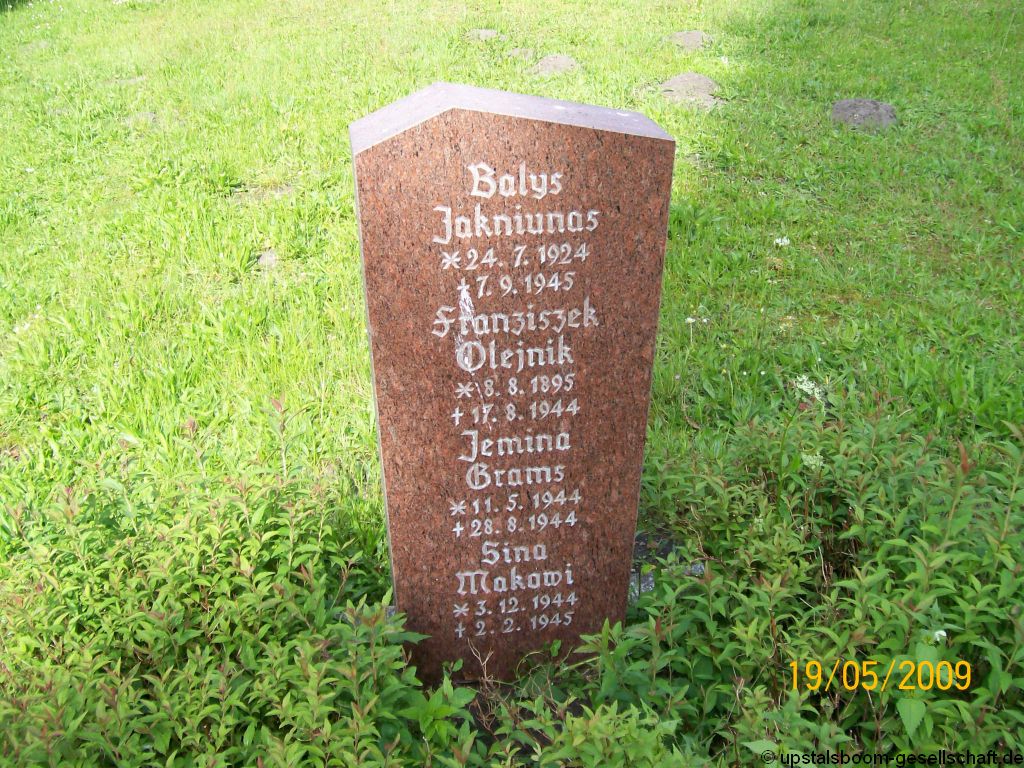 Balys
Jakniunas
* 24. 7. 1924
† 7. 9. 1945
Franziszek
Olejnik
* 8. 8. 1895
† 17. 8. 1944
Jemina
Grams
* 11. 5. 1944
† 28. 8. 1944
Sina
Makowi
* 3. 12. 1944
† 2. 2. 1945
19/05/2009
© upstalsboom-gesellschaft.de